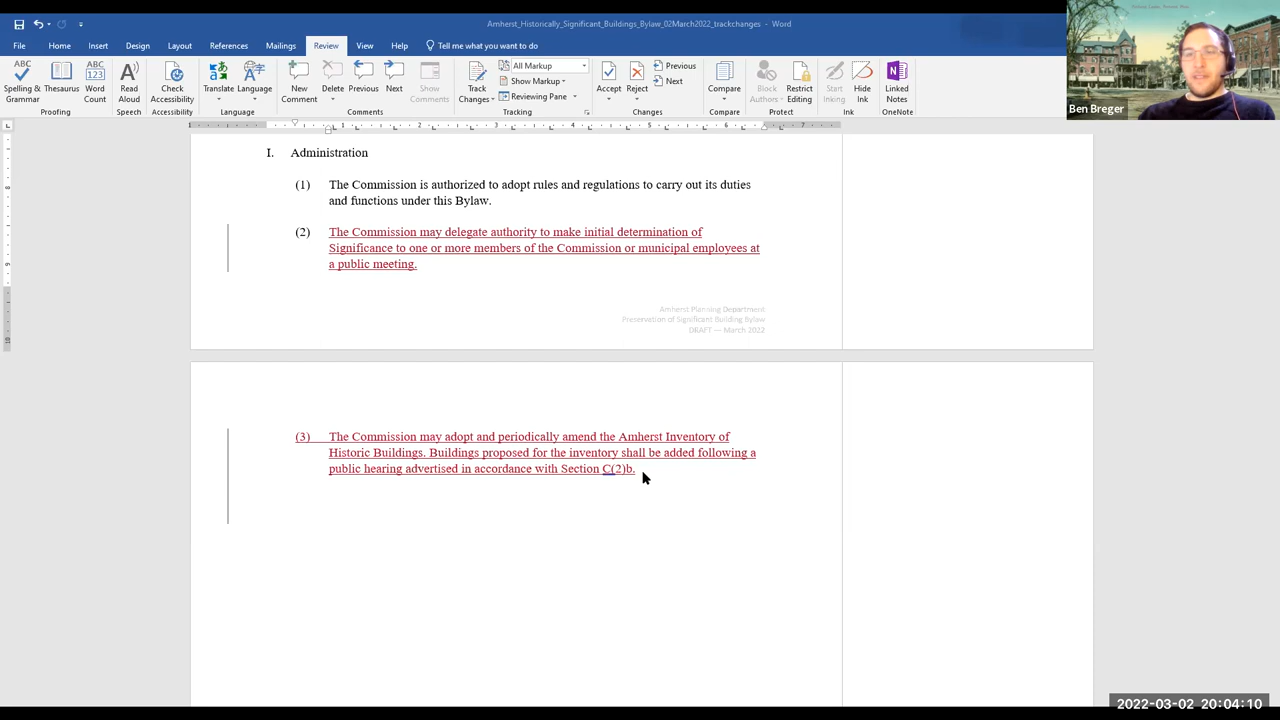 Amherst_Historically_Significant_Buildings_Bylaw_02March2022_trackchanges - Word
File Home Insert Design Layout References Mailings Review View Help Tell me what you want to do
Spelling & Grammar
Thesaurus
Word Count
Read Aloud
Check Accessibility
Translate
Language
New Comment
Delete
Previous
Next
Show Comments
Track Changes
All Markup
Show Markup
Reviewing Pane
Accept
Reject
Previous
Next
Compare
Block Authors
Restrict Editing
Start Inking
Hide Ink
Linked Notes
Proofing Speech Accessibility Language Comments Tracking Changes Compare Protect Ink OneNote
Ben Breger
I. Administration
(1) The Commission is authorized to adopt rules and regulations to carry out its duties
and functions under this Bylaw.
(2) The Commission may delegate authority to make initial determination of
Significance to one or more members of the Commission or municipal employees at
a public meeting.
Amherst Planning Department
Preservation of Significant Building Bylaw
DRAFT — March 2022
(3) The Commission may adopt and periodically amend the Amherst Inventory of
Historic Buildings. Buildings proposed for the inventory shall be added following a
public hearing advertised in accordance with Section C(2)b.
2022-03-02 20:04:10